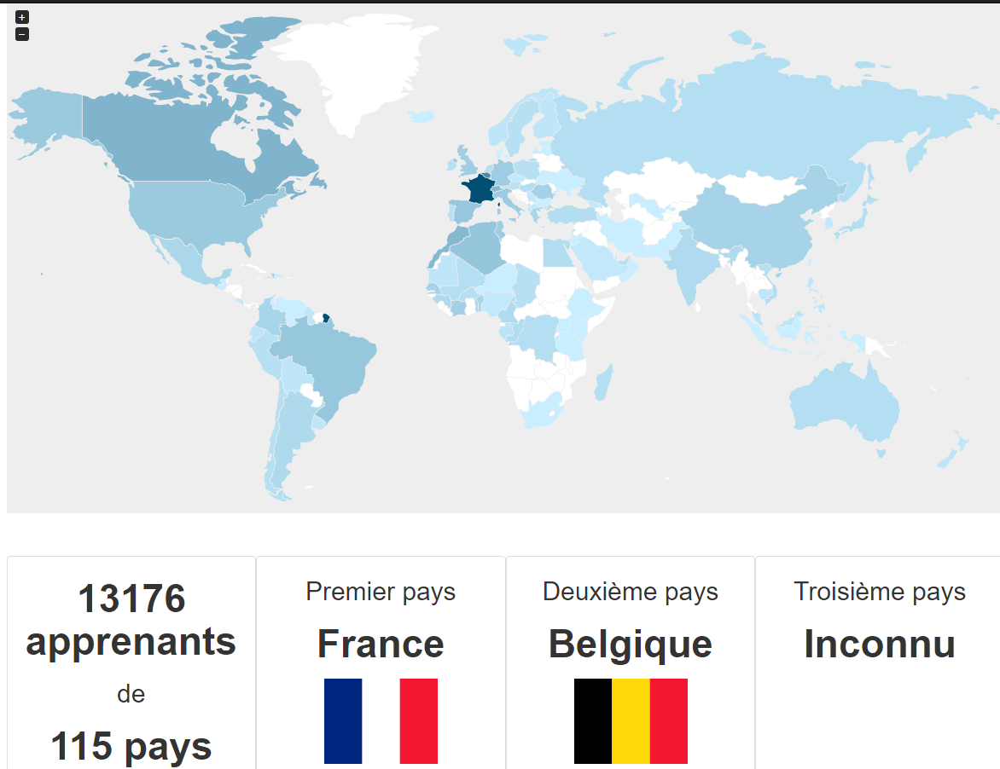 +
−
13176
apprenants
de
115 pays
Premier pays
France
Deuxième pays
Belgique
Troisième pays
Inconnu